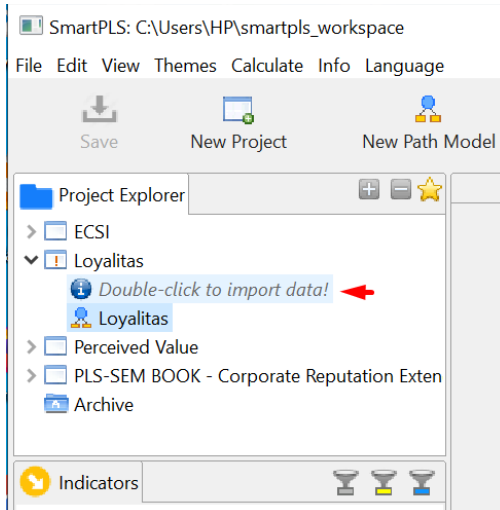 SmartPLS: C:\Users\HP\smartpls_workspace
File Edit View Themes Calculate Info Language
Save New Project New Path Model
Project Explorer
ECSI
Loyalitas
Double-click to import data!
Loyalitas
Perceived Value
PLS-SEM BOOK - Corporate Reputation Exten
Archive
Indicators